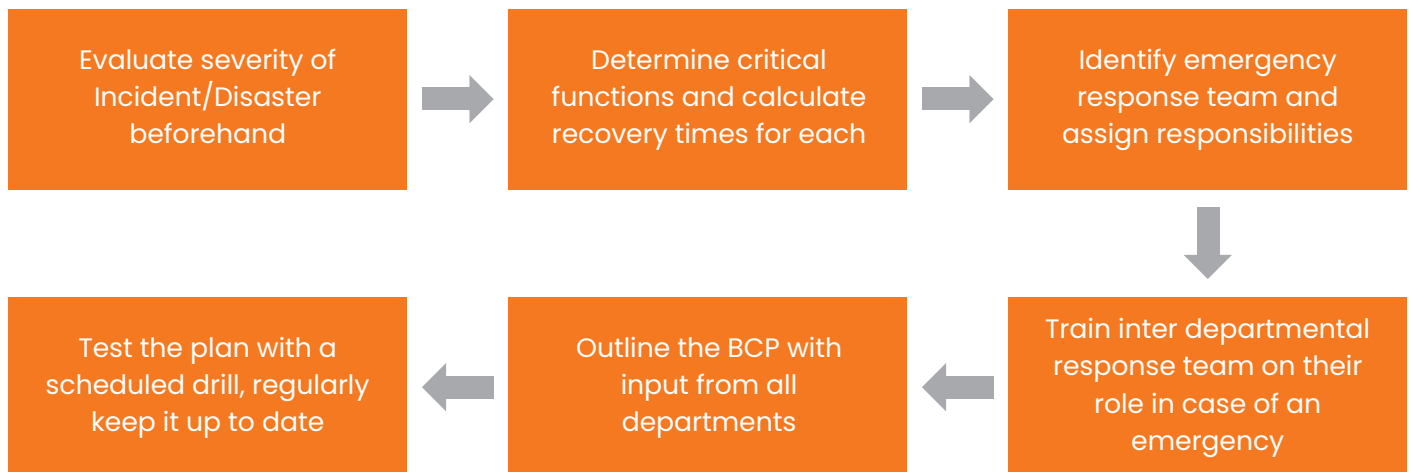 Evaluate severity of
Incident/Disaster
beforehand
Determine critical
functions and calculate
recovery times for each
Identify emergency
response team and
assign responsibilities
Train inter departmental
response team on their
role in case of an
emergency
Outline the BCP with
input from all
departments
Test the plan with a
scheduled drill, regularly
keep it up to date